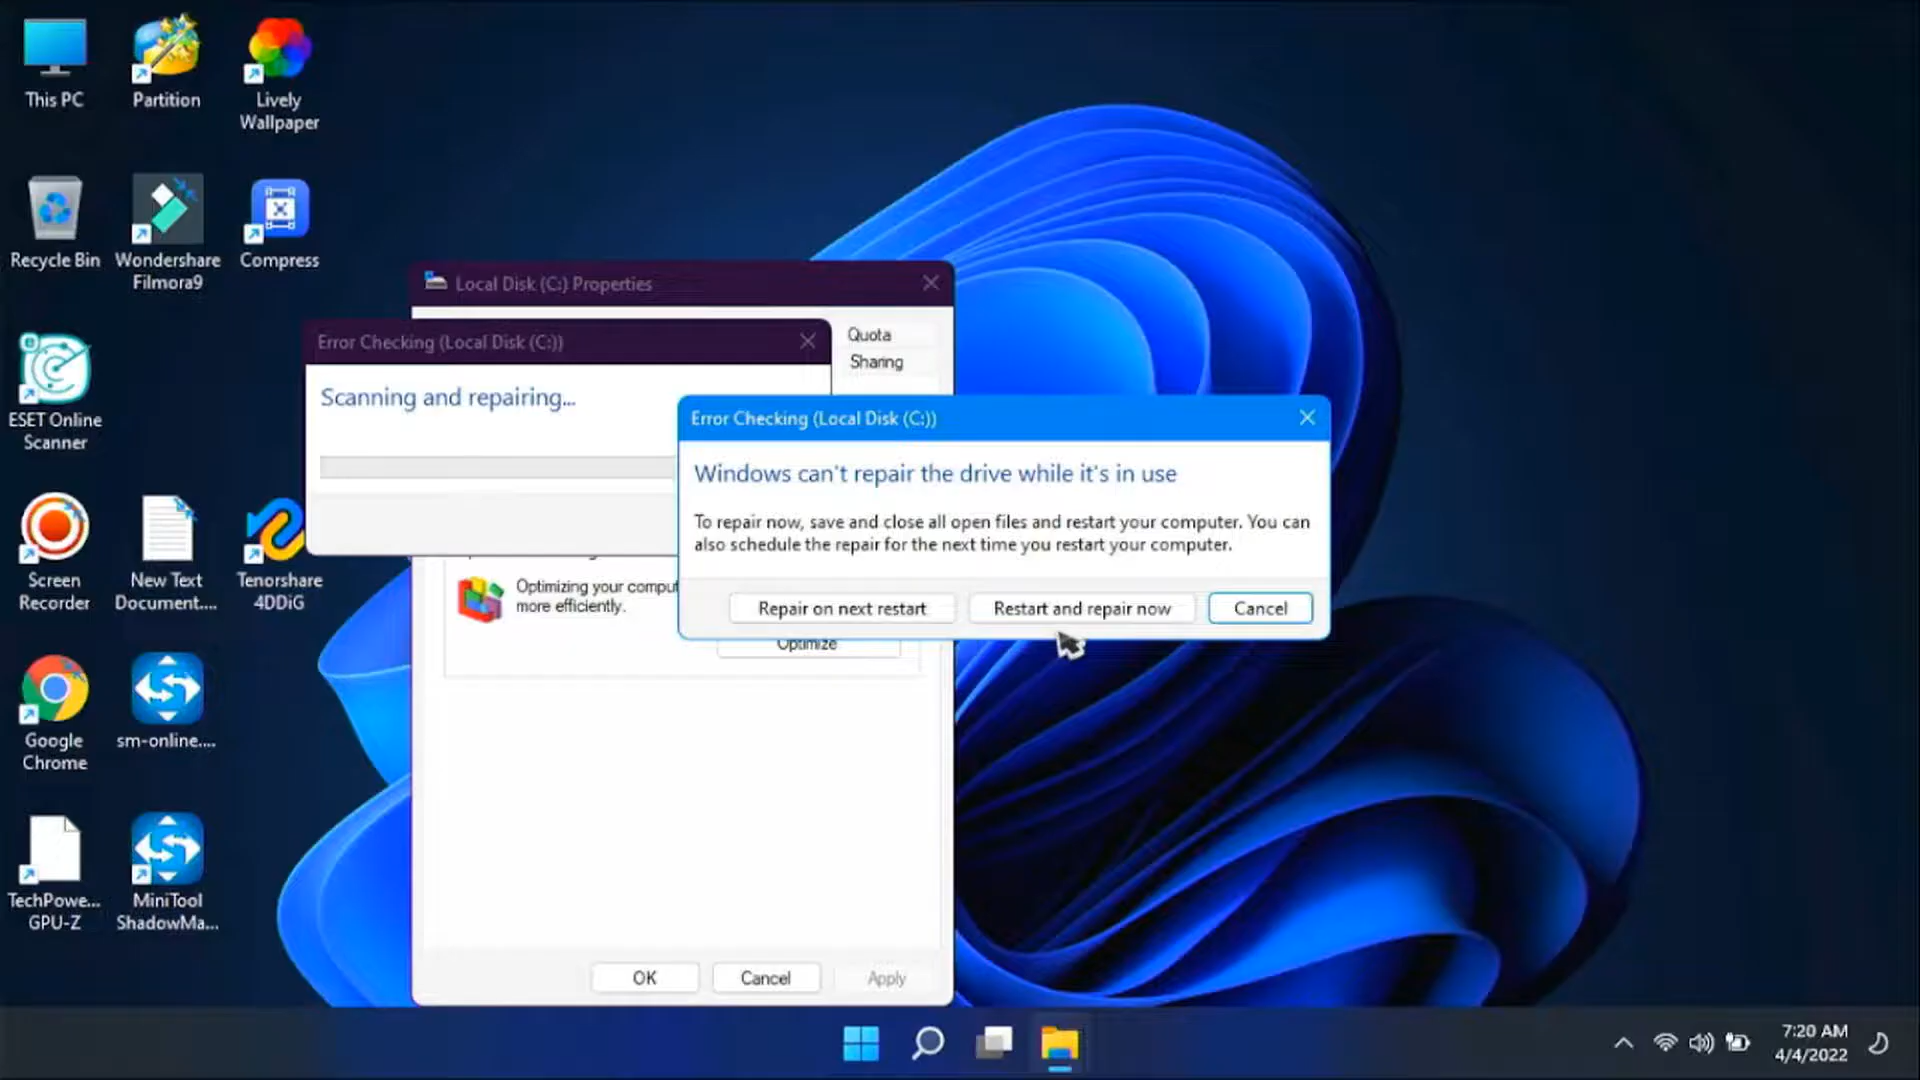 This PC
Partition
Lively
Wallpaper
Recycle Bin
Wondershare
Filmora9
Compress
ESET Online
Scanner
Screen
Recorder
New Text
Document....
Tenorshare
4DDiG
Google
Chrome
sm-online....
TechPowe...
GPU-Z
MiniTool
ShadowMa...
Local Disk (C:) Properties
Quota
Sharing
Error Checking (Local Disk (C:))
Scanning and repairing...
Error Checking (Local Disk (C:))
Windows can't repair the drive while it's in use
To repair now, save and close all open files and restart your computer. You can
also schedule the repair for the next time you restart your computer.
Repair on next restart
Restart and repair now
Cancel
Optimizing your
more efficiently.
Optimize
OK
Cancel
Apply
7:20 AM
4/4/2022